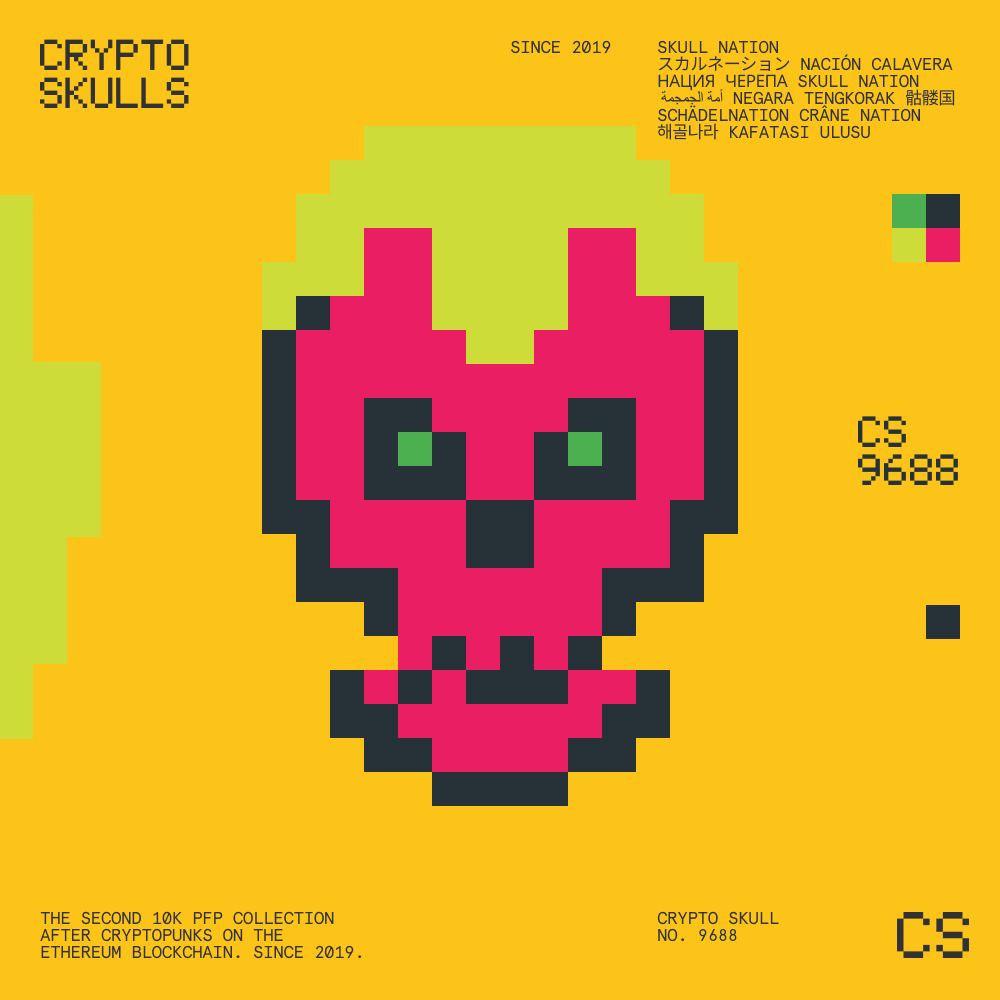 CRYPTO
SKULLS
SINCE 2019
SKULL NATION
スカルネーション NACIÓN CALAVERA
НАЦИЯ ЧЕРЕПА SKULL NATION
أمة الجمجمة NEGARA TENGKORAK 骷髅国
SCHÄDELNATION CRÂNE NATION
해골나라 KAFATASI ULUSU
CS
9688
THE SECOND 10K PFP COLLECTION
AFTER CRYPTOPUNKS ON THE
ETHEREUM BLOCKCHAIN. SINCE 2019.
CRYPTO SKULL
NO. 9688
CS